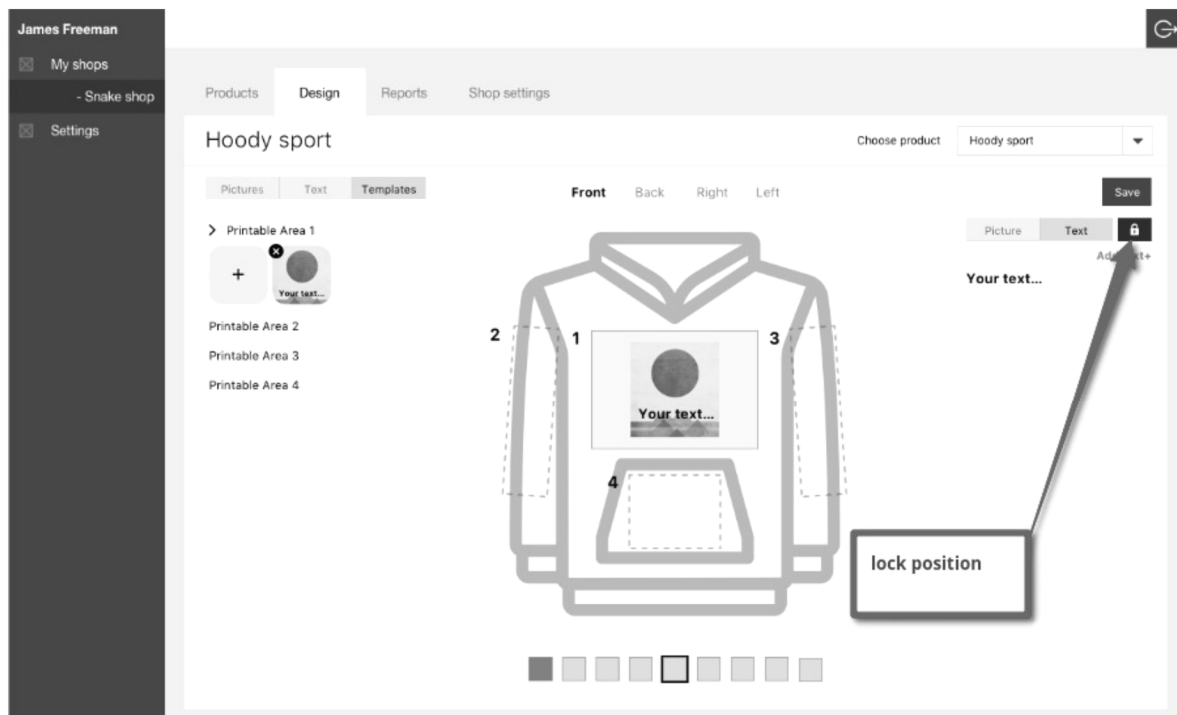 James Freeman
My shops
- Snake shop
Settings
Products Design Reports Shop settings
Hoody sport
Choose product Hoody sport
Pictures Text Templates
Front Back Right Left
Save
Printable Area 1
Picture Text
+
Your text...
Your text...
Printable Area 2
Printable Area 3
Printable Area 4
2 1 3
Your text...
4
lock position